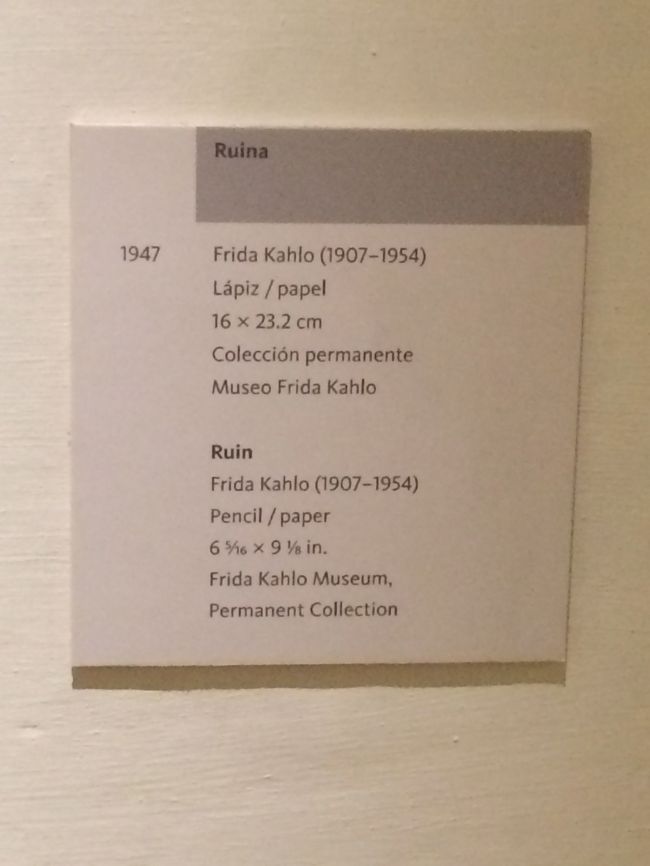 Ruina
1947 Frida Kahlo (1907–1954)
Lápiz / papel
16 × 23.2 cm
Colección permanente
Museo Frida Kahlo
Ruin
Frida Kahlo (1907–1954)
Pencil / paper
6 5⁄16 × 9 ⅛ in.
Frida Kahlo Museum,
Permanent Collection